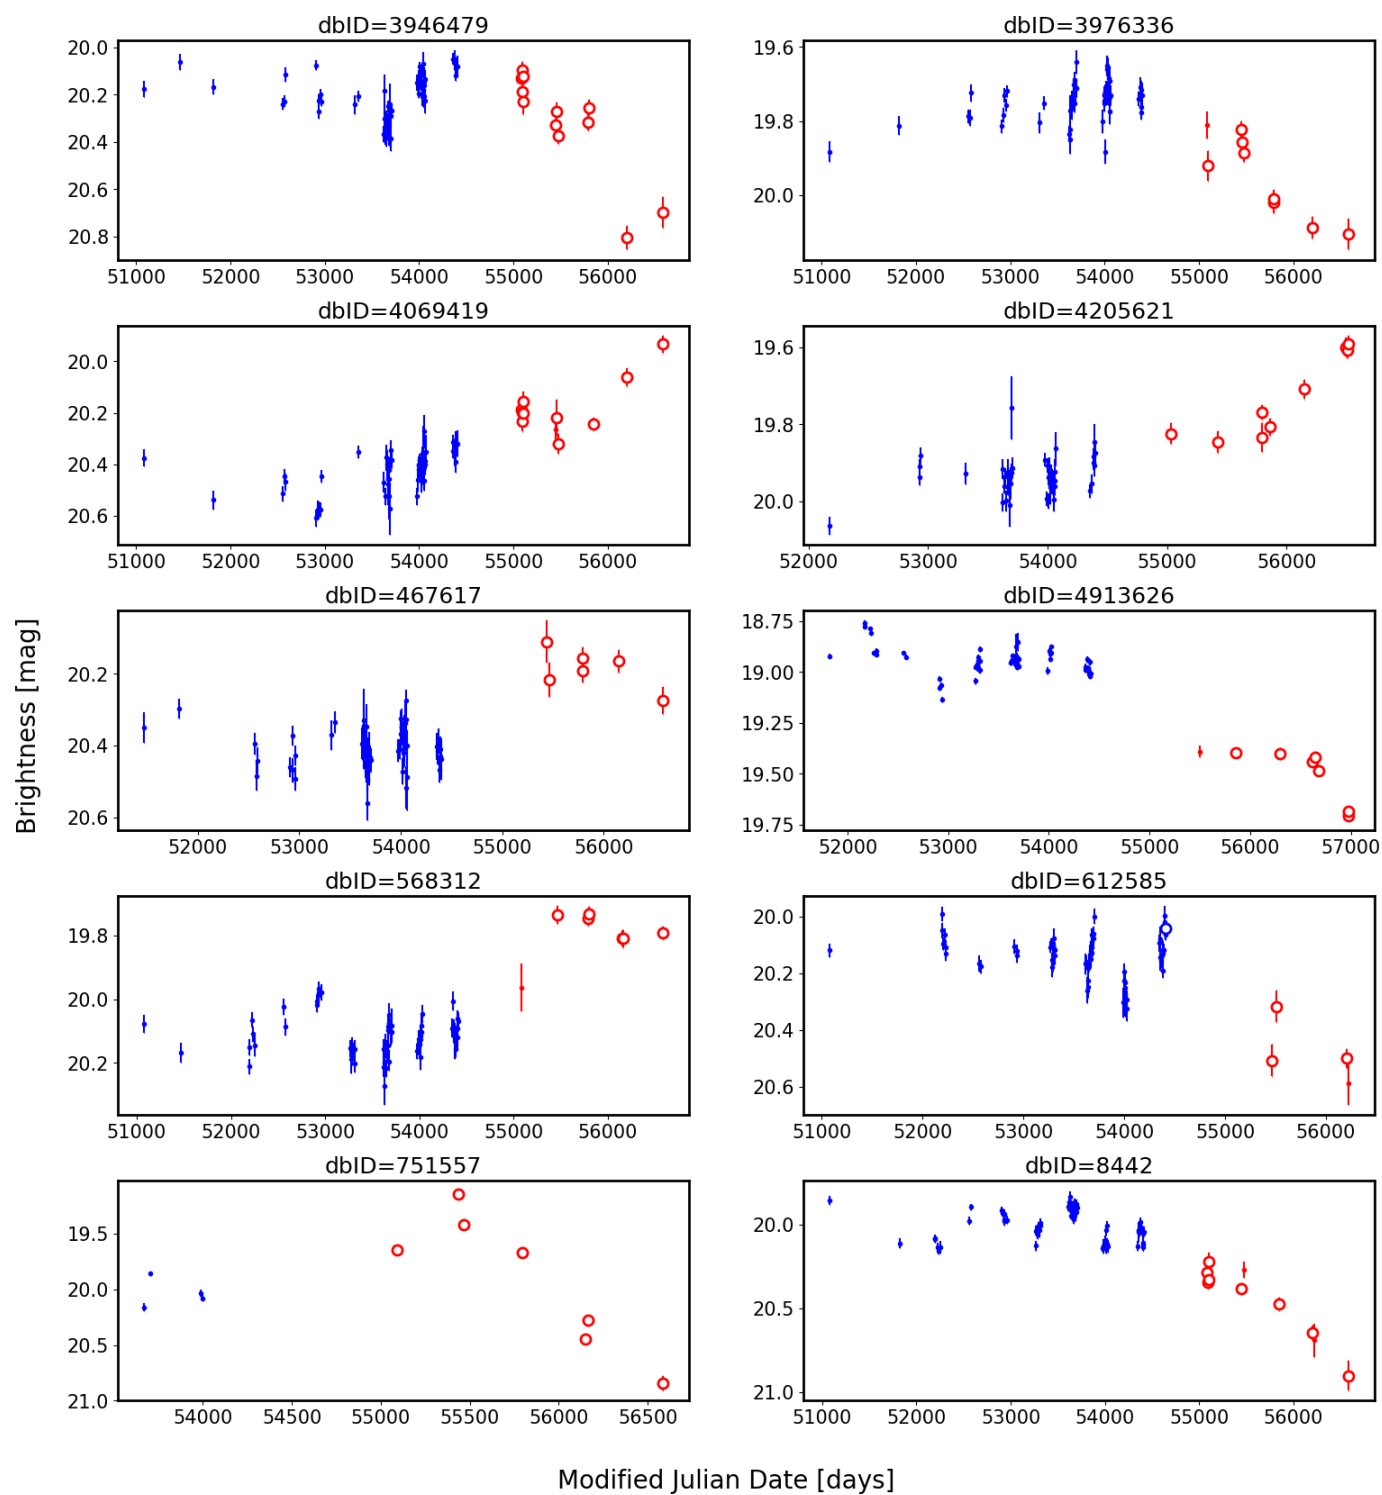 dbID=3946479
20.0
20.2
20.4
20.6
20.8
51000 52000 53000 54000 55000 56000
dbID=3976336
19.6
19.8
20.0
51000 52000 53000 54000 55000 56000
dbID=4069419
20.0
20.2
20.4
20.6
51000 52000 53000 54000 55000 56000
dbID=4205621
19.6
19.8
20.0
52000 53000 54000 55000 56000
Brightness [mag]
dbID=467617
20.2
20.4
20.6
52000 53000 54000 55000 56000
dbID=4913626
18.75
19.00
19.25
19.50
19.75
52000 53000 54000 55000 56000 57000
dbID=568312
19.8
20.0
20.2
51000 52000 53000 54000 55000 56000
dbID=612585
20.0
20.2
20.4
20.6
51000 52000 53000 54000 55000 56000
dbID=751557
19.5
20.0
20.5
21.0
54000 54500 55000 55500 56000 56500
dbID=8442
20.0
20.5
21.0
51000 52000 53000 54000 55000 56000
Modified Julian Date [days]